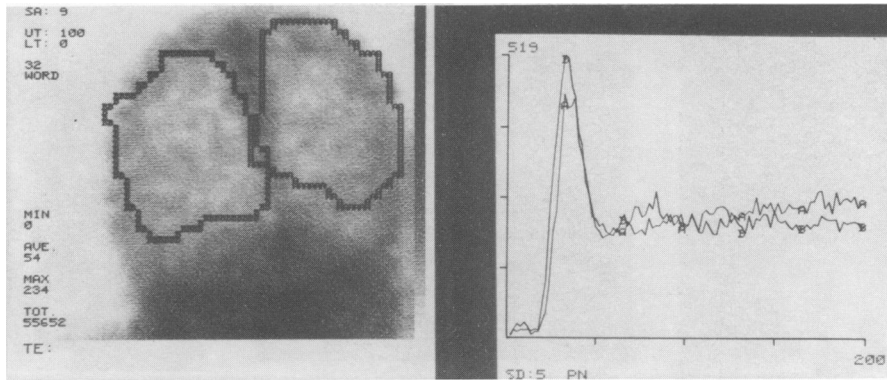 SA: 9
UT: 100
LT: 0
32
WORD
MIN
0
AVE.
54
MAX
234
TOT.
55652
TE:
519
B
A
200
SD:5 PN